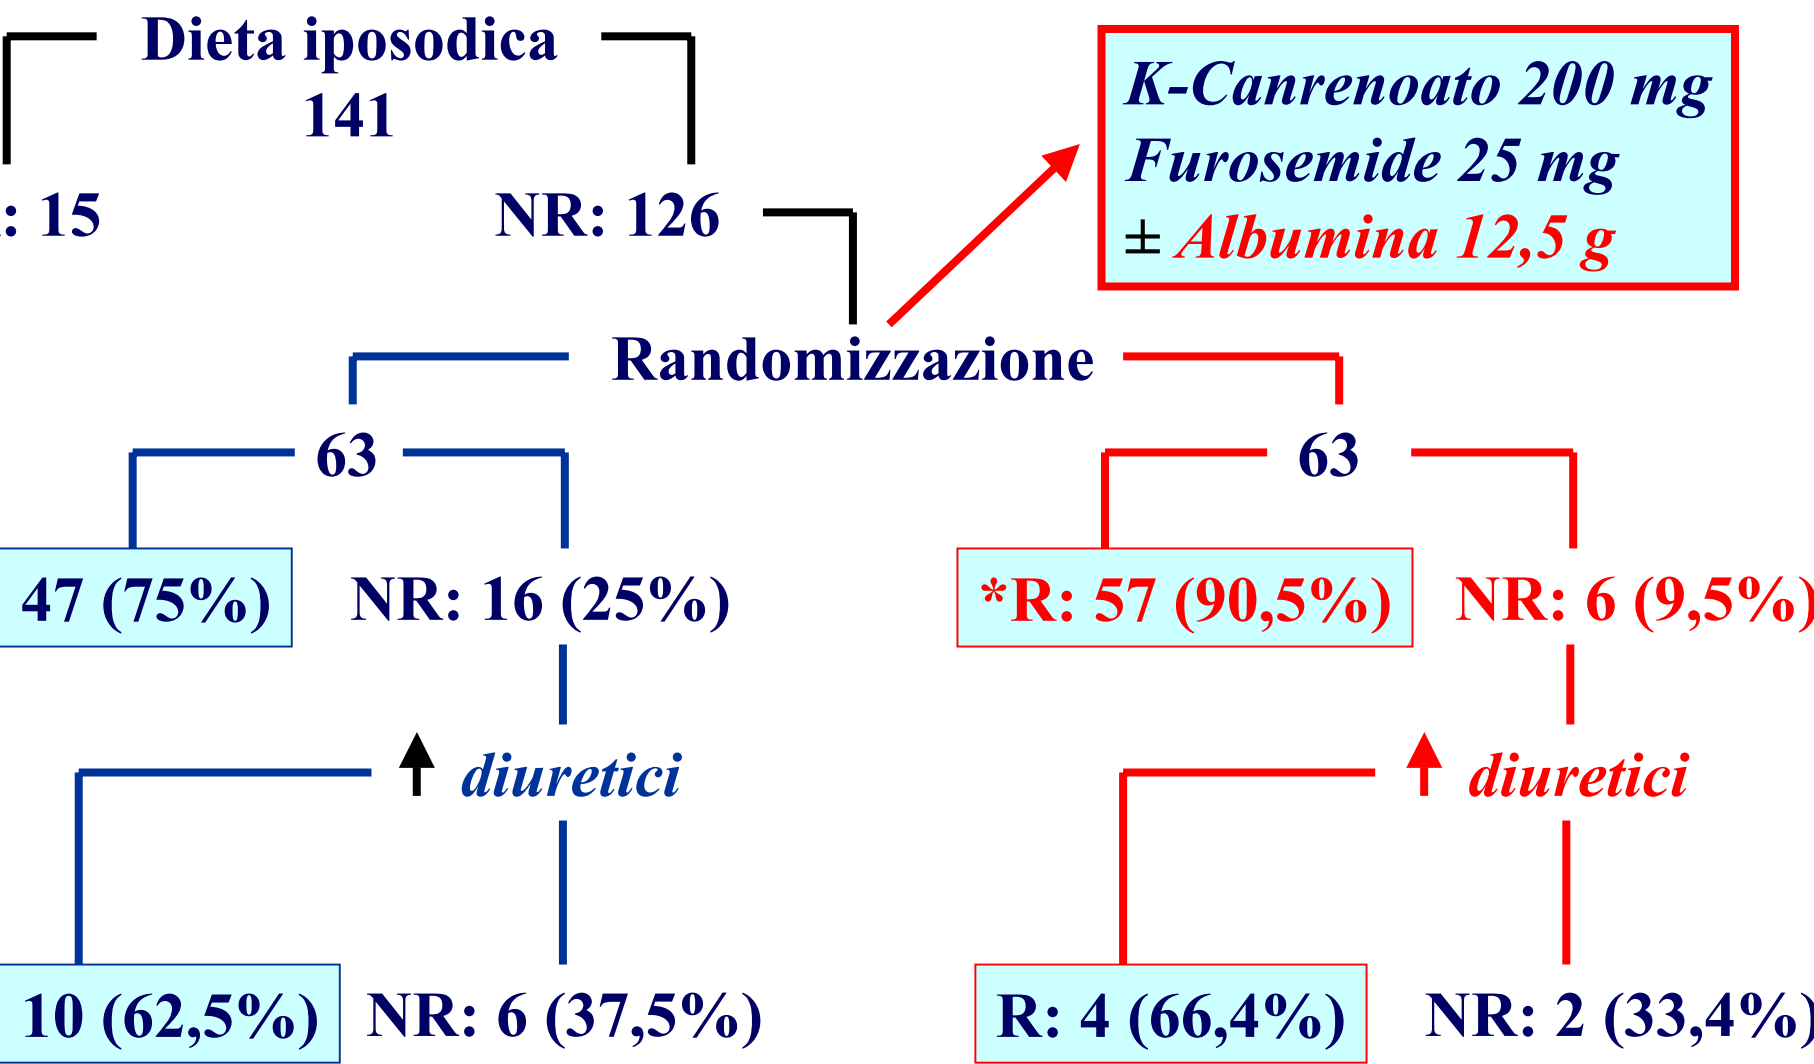 Dieta iposodica
141
K-Canrenoato 200 mg
Furosemide 25 mg
± Albumina 12,5 g
: 15
NR: 126
Randomizzazione
63
63
47 (75%)
NR: 16 (25%)
*R: 57 (90,5%)
NR: 6 (9,5%)
diuretici
diuretici
10 (62,5%)
NR: 6 (37,5%)
R: 4 (66,4%)
NR: 2 (33,4%)